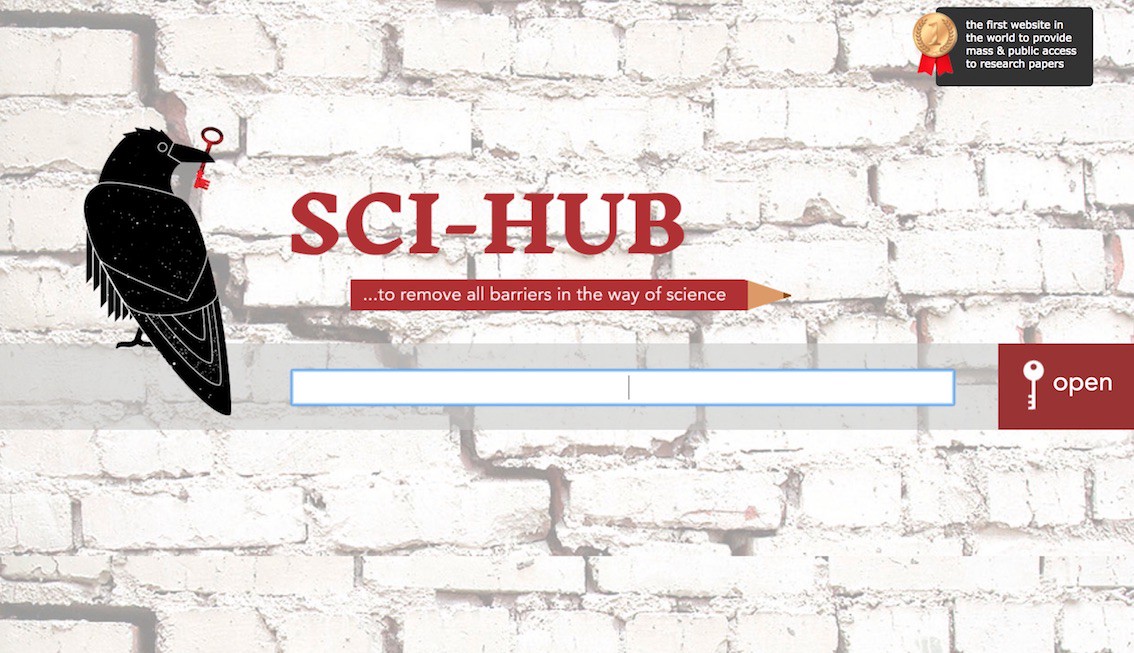 the first website in
the world to provide
mass & public access
to research papers
SCI-HUB
...to remove all barriers in the way of science
open